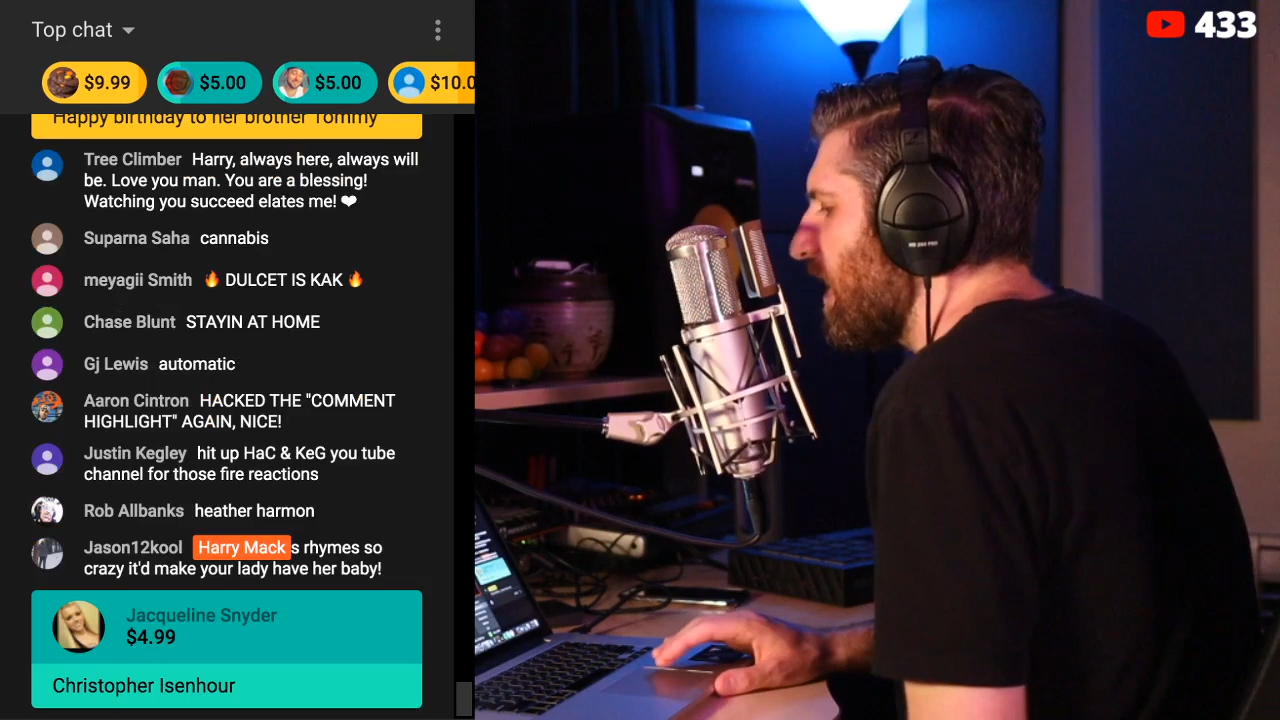 Top chat
433
$9.99 $5.00 $5.00 $10.0
Happy birthday to her brother Tommy
Tree Climber Harry, always here, always will
be. Love you man. You are a blessing!
Watching you succeed elates me! ❤
Suparna Saha cannabis
meyagii Smith 🔥 DULCET IS KAK 🔥
Chase Blunt STAYIN AT HOME
Gj Lewis automatic
Aaron Cintron HACKED THE "COMMENT
HIGHLIGHT" AGAIN, NICE!
Justin Kegley hit up HaC & KeG you tube
channel for those fire reactions
Rob Allbanks heather harmon
Jason12kool Harry Macks rhymes so
crazy it'd make your lady have her baby!
Jacqueline Snyder
$4.99
Christopher Isenhour